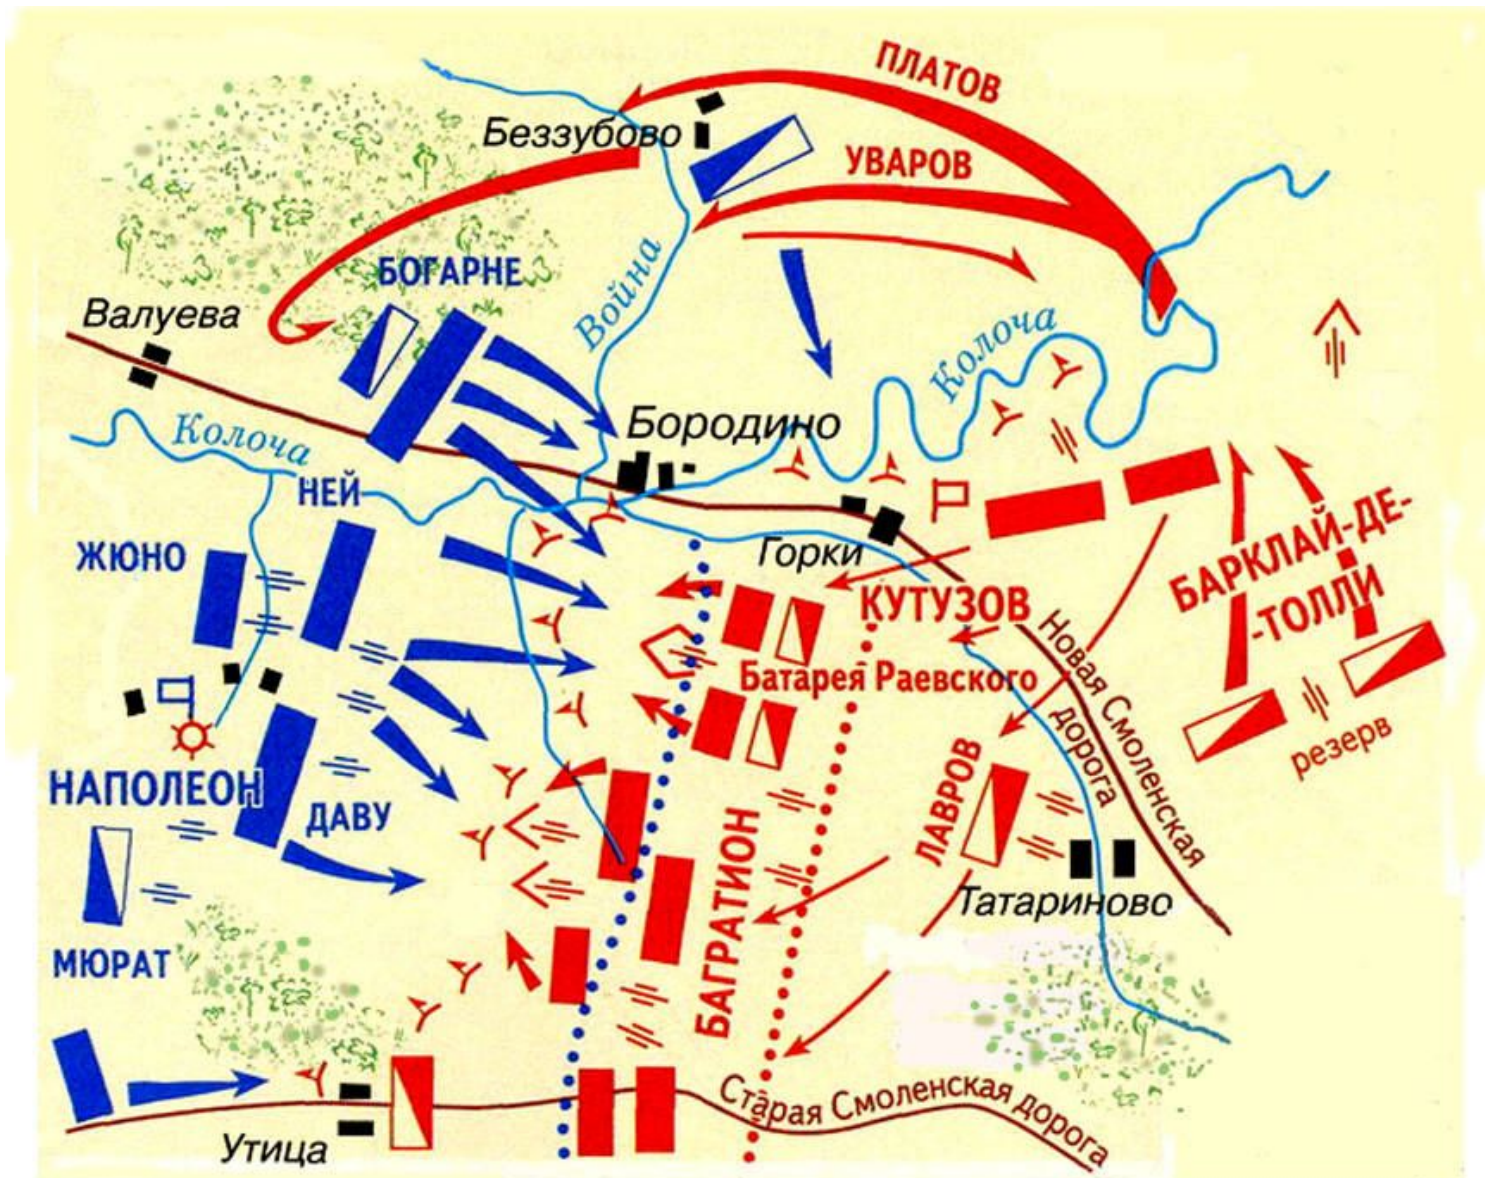 ПЛАТОВ
Беззубово
УВАРОВ
Война
БОГАРНЕ
Валуева
Колоча
Колоча
Бородино
НЕЙ
ЖЮНО
Горки
БАРКЛАЙ-ДЕ-
-ТОЛЛИ
КУТУЗОВ
Батарея Раевского
Новая Смоленская
дорога
резерв
НАПОЛЕОН
ДАВУ
ЛАВРОВ
БАГРАТИОН
Татариново
МЮРАТ
Старая Смоленская дорога
Утица